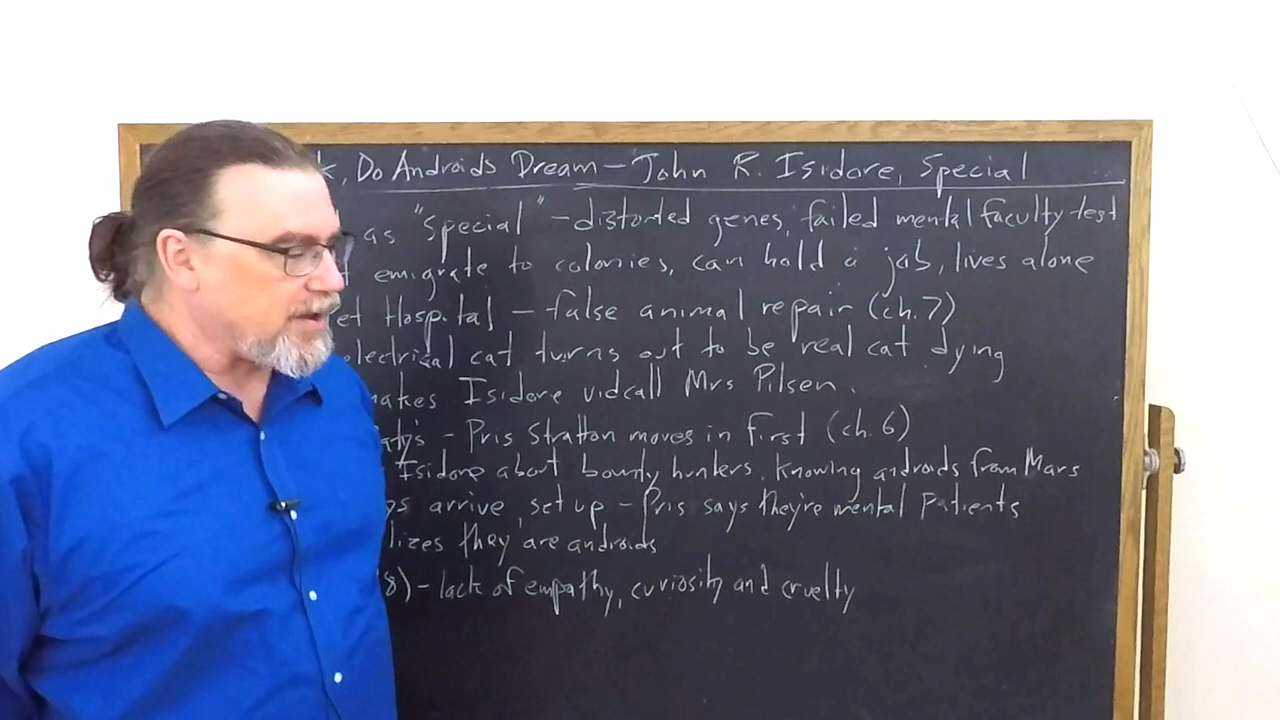 k, Do Androids Dream – John R. Isidore, Special
as "Special" – distorted genes, failed mental faculty test
emigrate to colonies, can hold a job, lives alone
Pet Hospital – false animal repair (ch. 7)
electrical cat turns out to be real cat dying
makes Isidore vidcall Mrs Pilsen.
– Pris Stratton moves in first (ch. 6)
Isidore about bounty hunters, knowing androids from Mars
arrive, set up – Pris says they're mental patients
lizes they are androids
8) – lack of empathy, curiosity and cruelty